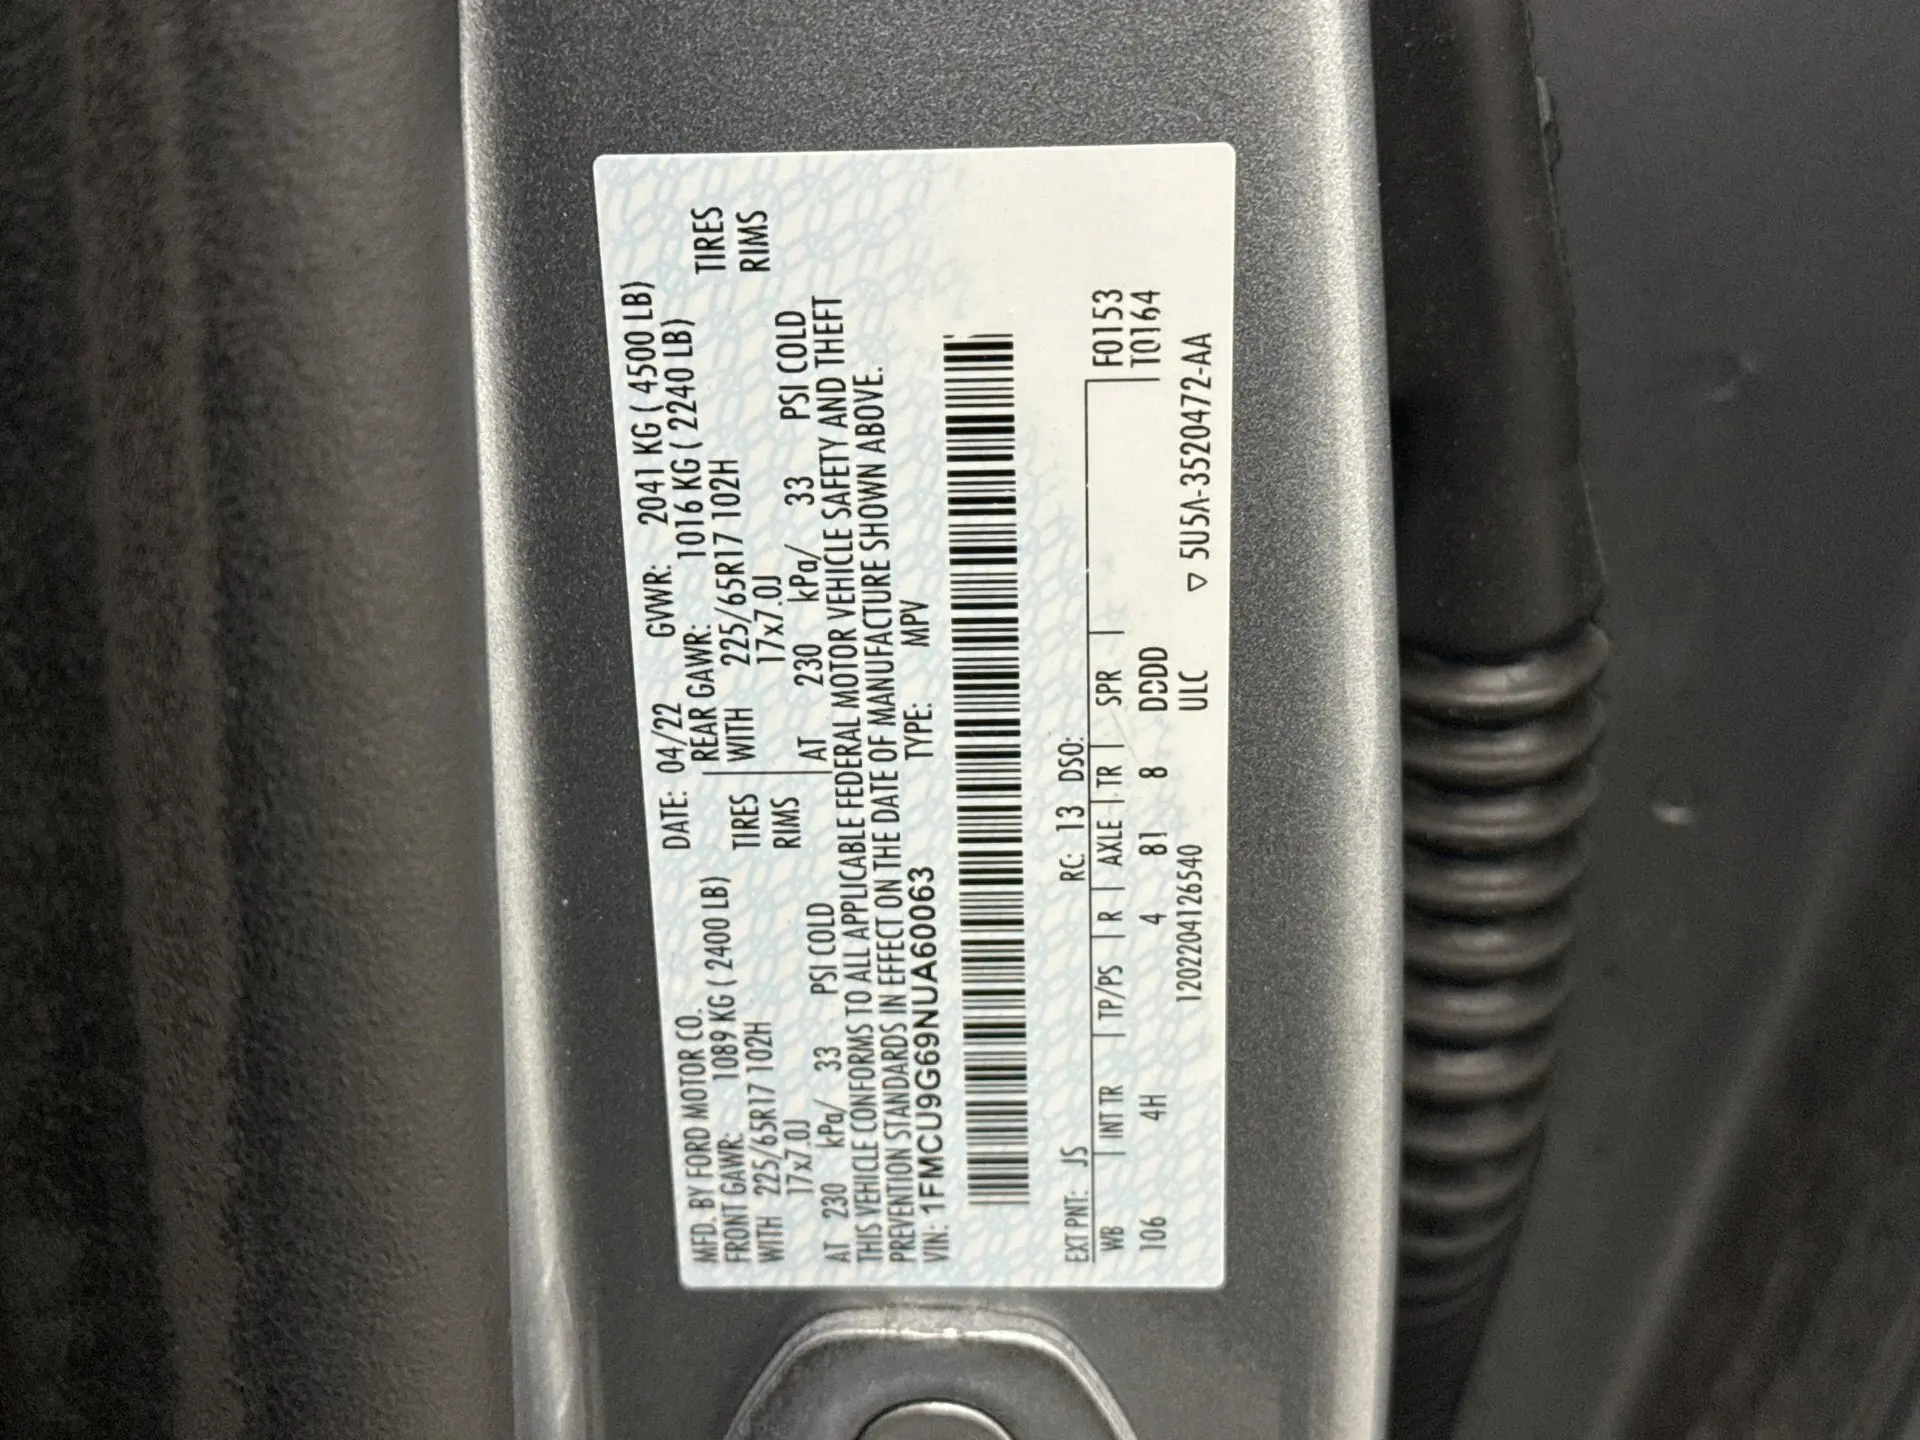 MFD. BY FORD MOTOR CO. DATE: 04/22 GVWR: 2041 KG ( 4500 LB)
FRONT GAWR: 1089 KG ( 2400 LB) REAR GAWR: 1016 KG ( 2240 LB)
WITH 225/65R17 102H TIRES WITH 225/65R17 102H TIRES
17x7.0J RIMS 17x7.0J RIMS
AT 230 kPa/ 33 PSI COLD AT 230 kPa/ 33 PSI COLD
THIS VEHICLE CONFORMS TO ALL APPLICABLE FEDERAL MOTOR VEHICLE SAFETY AND THEFT
PREVENTION STANDARDS IN EFFECT ON THE DATE OF MANUFACTURE SHOWN ABOVE.
VIN: 1FMCU9G69NUA60063 TYPE: MPV
EXT PNT: JS RC: 13 DSO: F0153
WB INT TR TP/PS R AXLE TR SPR T0164
106 4H 4 81 8 DDDD
1202204126540 ULC ▽ 5U5A-3520472-AA